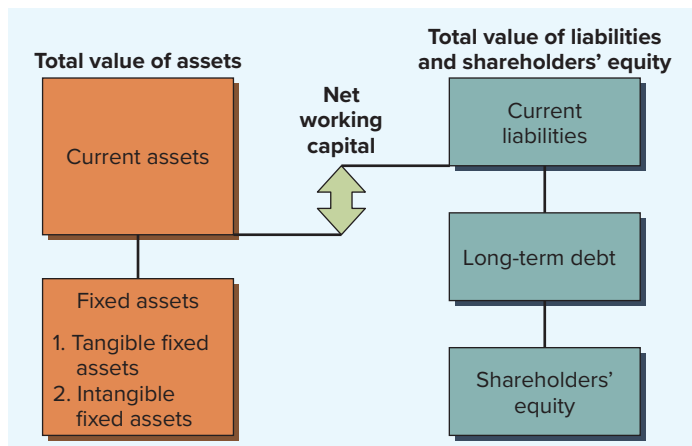 Total value of assets
Current assets
Fixed assets
1. Tangible fixed
assets
2. Intangible
fixed assets
Net
working
capital
Total value of liabilities
and shareholders’ equity
Current
liabilities
Long-term debt
Shareholders’
equity